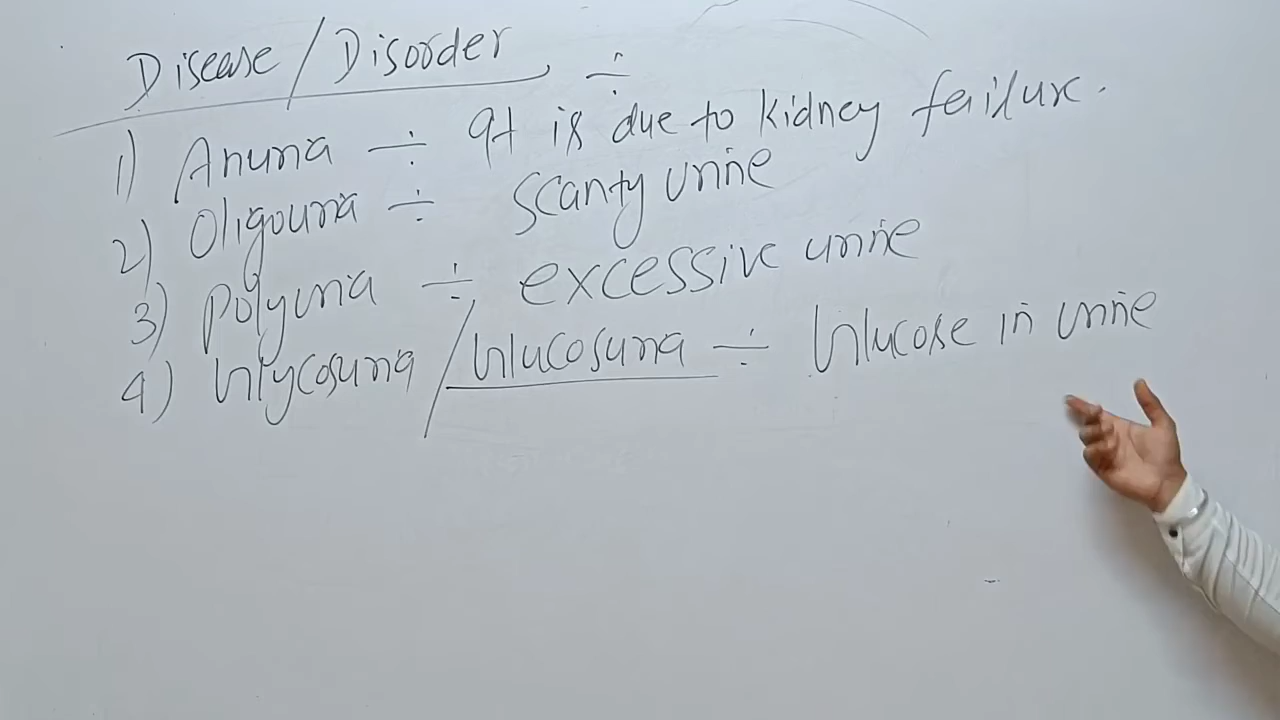 Disease / Disorder ÷
1) Anuria ÷ It is due to kidney failure.
2) Oligouria ÷ scanty urine
3) Polyuria ÷ excessive urine
4) Glycosuria / Glucosuria ÷ Glucose in urine